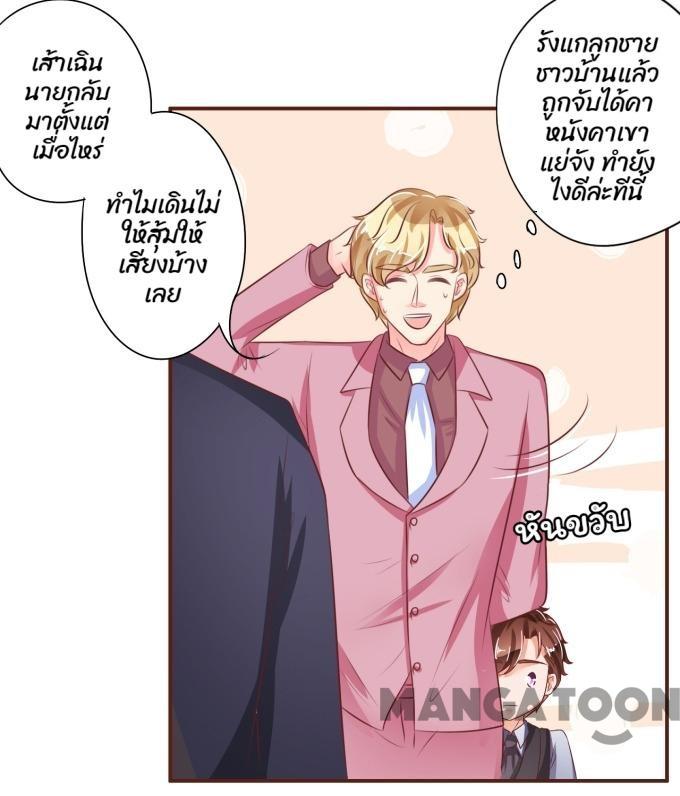 เส้าเฉิน
นายกลับ
มาตั้งแต่
เมื่อไหร่
ทำไมเดินไม่
ให้สุ้มให้
เสี่ยงบ้าง
เลย
รังแกลูกชาย
ชาวบ้านแล้ว
ถูกจับได้คา
หนังคาเขา
แย่จัง ทำยัง
ไงดีล่ะทีนี้
หันขวับ
MANGATOON